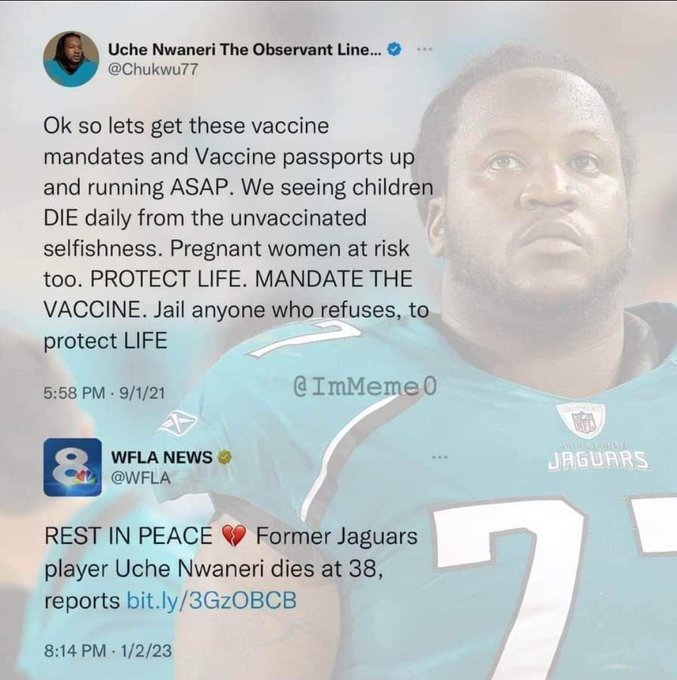 Uche Nwaneri The Observant Line...
@Chukwu77
Ok so lets get these vaccine
mandates and Vaccine passports up
and running ASAP. We seeing children
DIE daily from the unvaccinated
selfishness. Pregnant women at risk
too. PROTECT LIFE. MANDATE THE
VACCINE. Jail anyone who refuses, to
protect LIFE
5:58 PM · 9/1/21
@ImMeme0
8
WFLA NEWS
@WFLA
REST IN PEACE 💔 Former Jaguars
player Uche Nwaneri dies at 38,
reports bit.ly/3GzOBCB
8:14 PM · 1/2/23
NFL
JAGUARS
77